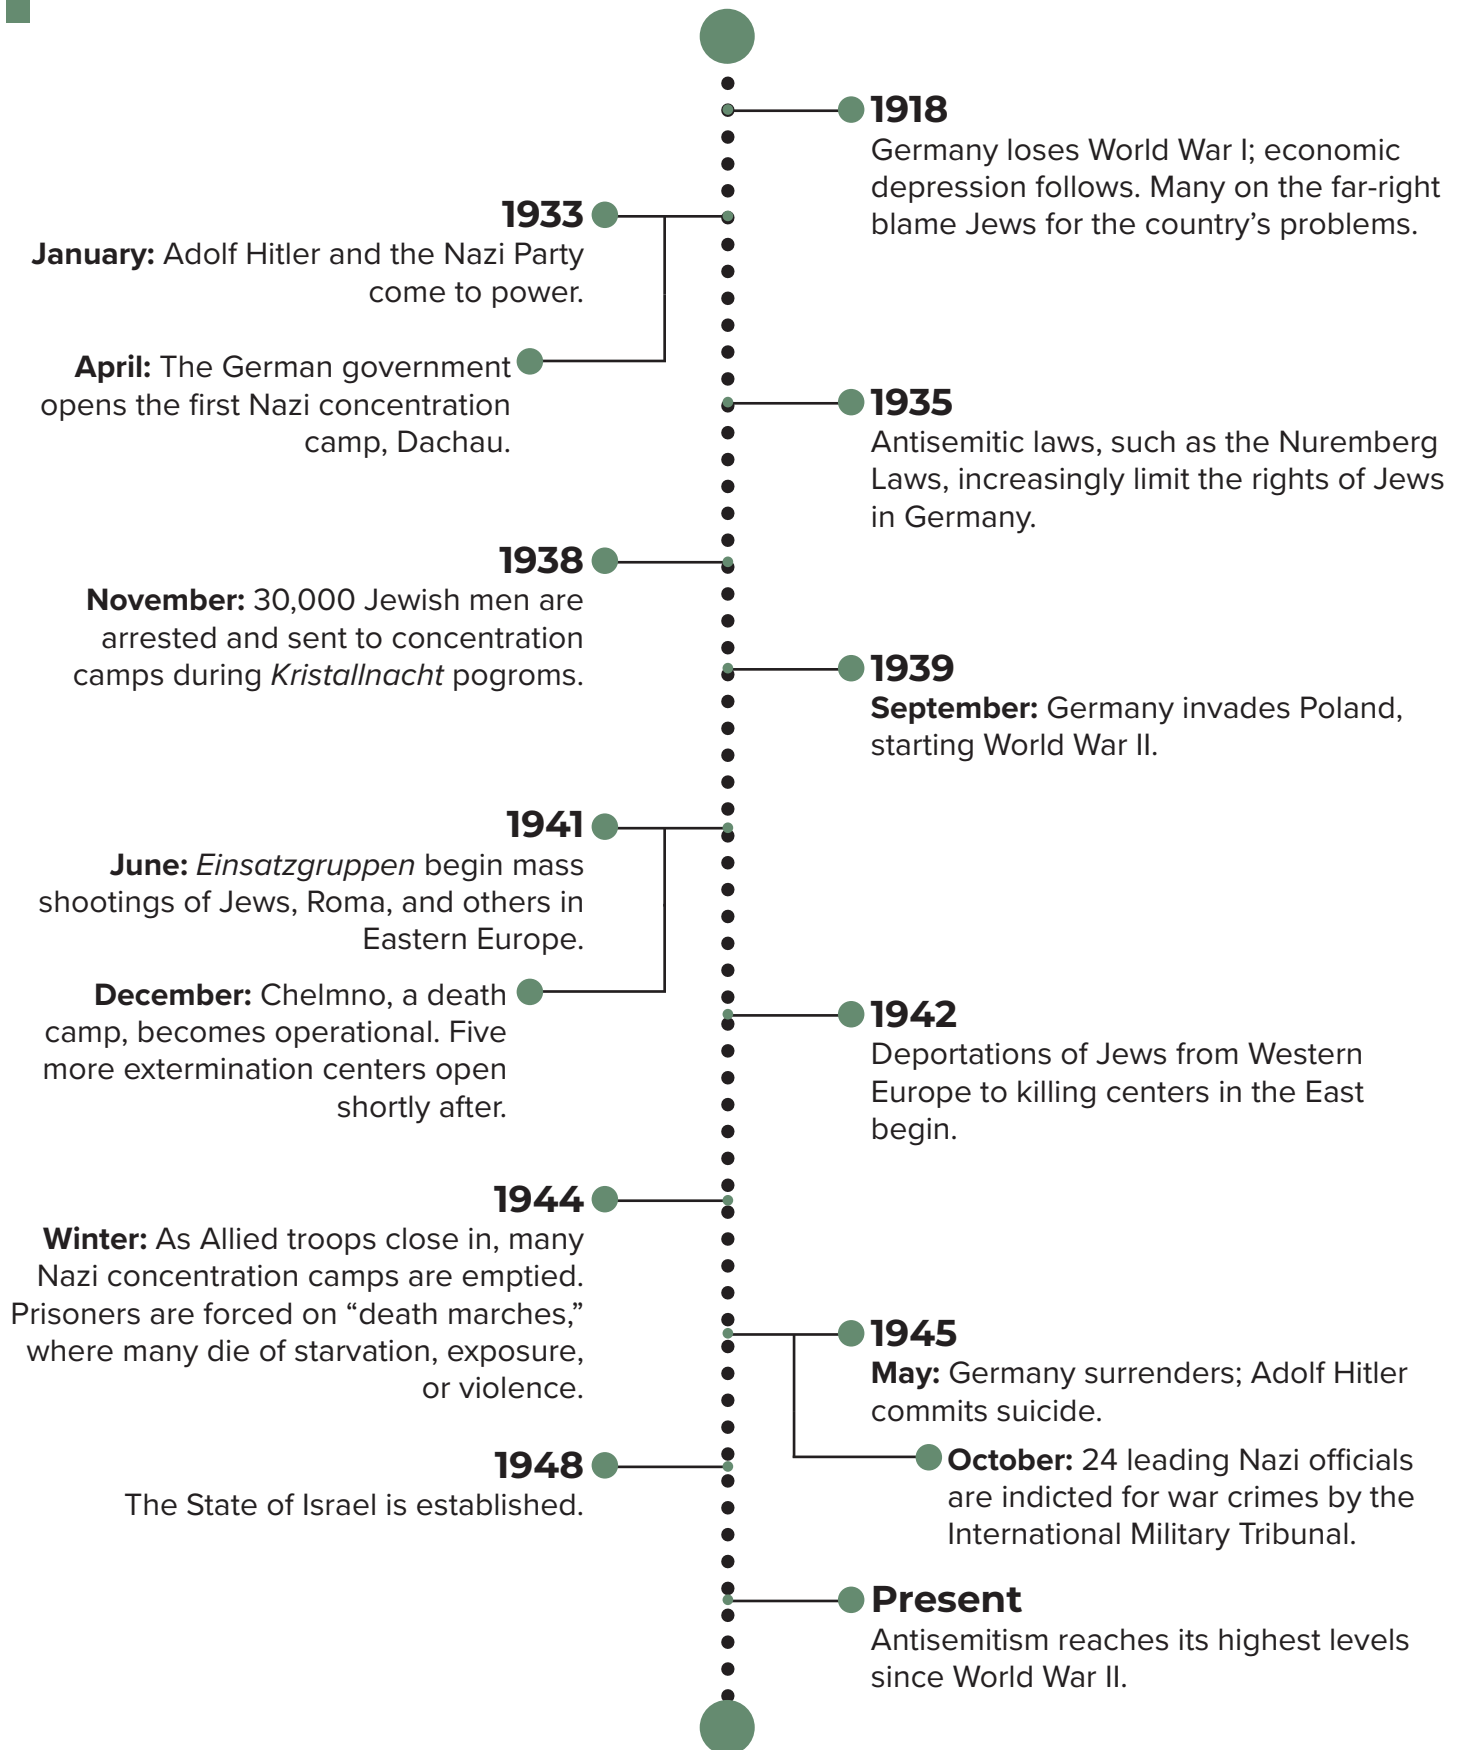 1918
Germany loses World War I; economic
depression follows. Many on the far-right
blame Jews for the country’s problems.
1933
January: Adolf Hitler and the Nazi Party
come to power.
April: The German government
opens the first Nazi concentration
camp, Dachau.
1935
Antisemitic laws, such as the Nuremberg
Laws, increasingly limit the rights of Jews
in Germany.
1938
November: 30,000 Jewish men are
arrested and sent to concentration
camps during Kristallnacht pogroms.
1939
September: Germany invades Poland,
starting World War II.
1941
June: Einsatzgruppen begin mass
shootings of Jews, Roma, and others in
Eastern Europe.
December: Chelmno, a death
camp, becomes operational. Five
more extermination centers open
shortly after.
1942
Deportations of Jews from Western
Europe to killing centers in the East
begin.
1944
Winter: As Allied troops close in, many
Nazi concentration camps are emptied.
Prisoners are forced on “death marches,”
where many die of starvation, exposure,
or violence.
1945
May: Germany surrenders; Adolf Hitler
commits suicide.
October: 24 leading Nazi officials
are indicted for war crimes by the
International Military Tribunal.
1948
The State of Israel is established.
Present
Antisemitism reaches its highest levels
since World War II.